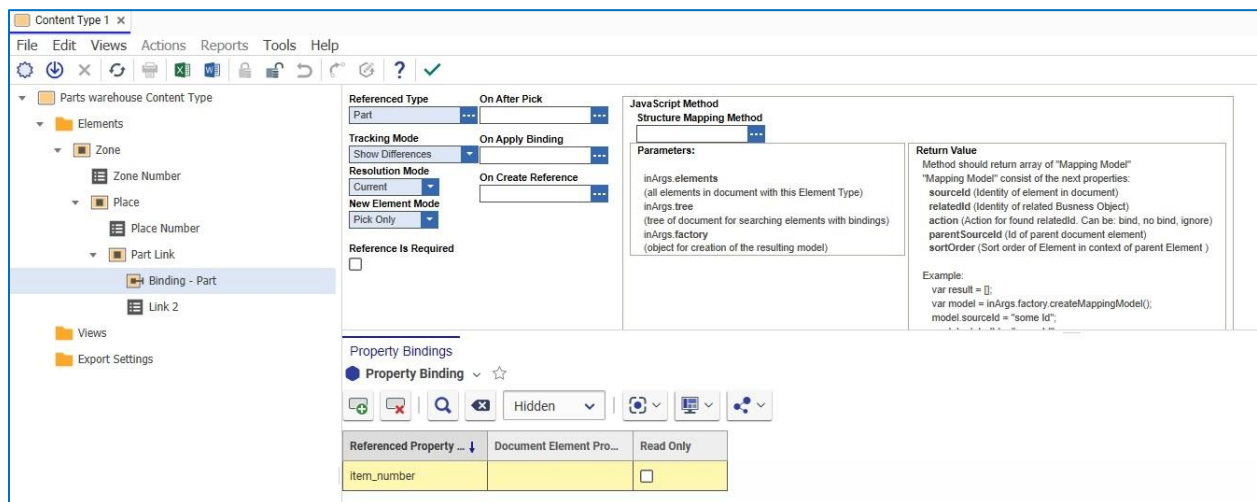 Content Type 1 ×
File Edit Views Actions Reports Tools Help
Parts warehouse Content Type
Elements
Zone
Zone Number
Place
Place Number
Part Link
Binding - Part
Link 2
Views
Export Settings
Referenced Type
Part
Tracking Mode
Show Differences
Resolution Mode
Current
New Element Mode
Pick Only
Reference Is Required
On After Pick
On Apply Binding
On Create Reference
JavaScript Method
Structure Mapping Method
Parameters:
inArgs.elements
(all elements in document with this Element Type)
inArgs.tree
(tree of document for searching elements with bindings)
inArgs.factory
(object for creation of the resulting model)
Return Value
Method should return array of "Mapping Model"
"Mapping Model" consist of the next properties:
sourceId (Identity of element in document)
relatedId (Identity of related Business Object)
action (Action for found relatedId. Can be: bind, no bind, ignore)
parentSourceId (Id of parent document element)
sortOrder (Sort order of Element in context of parent Element )
Example:
var result = [];
var model = inArgs.factory.createMappingModel();
model.sourceId = "some Id";
Property Bindings
Property Binding
Hidden
Referenced Property ... Document Element Pro... Read Only
item_number